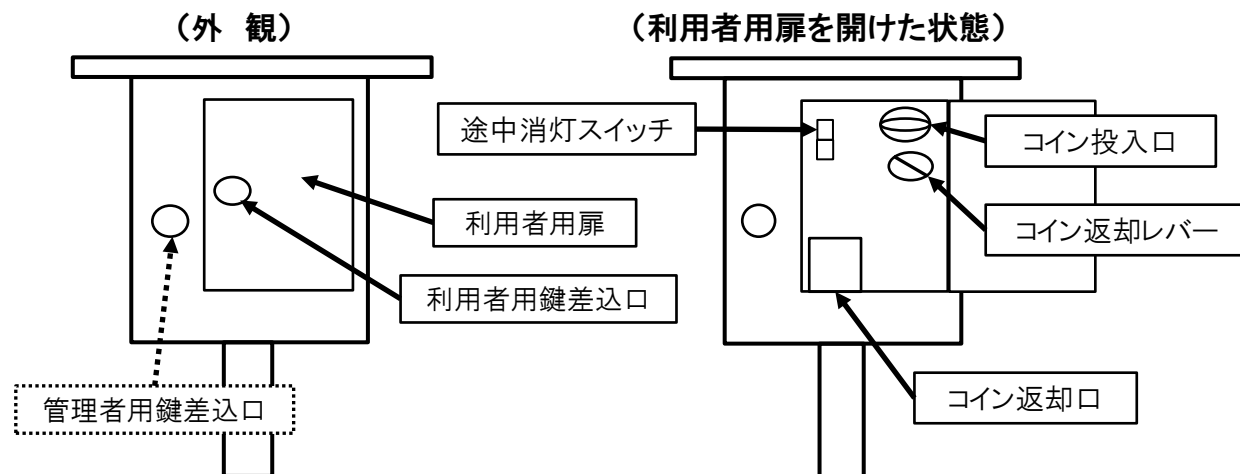 （外　観）
（利用者用扉を開けた状態）
途中消灯スイッチ
コイン投入口
利用者用扉
コイン返却レバー
利用者用鍵差込口
管理者用鍵差込口
コイン返却口